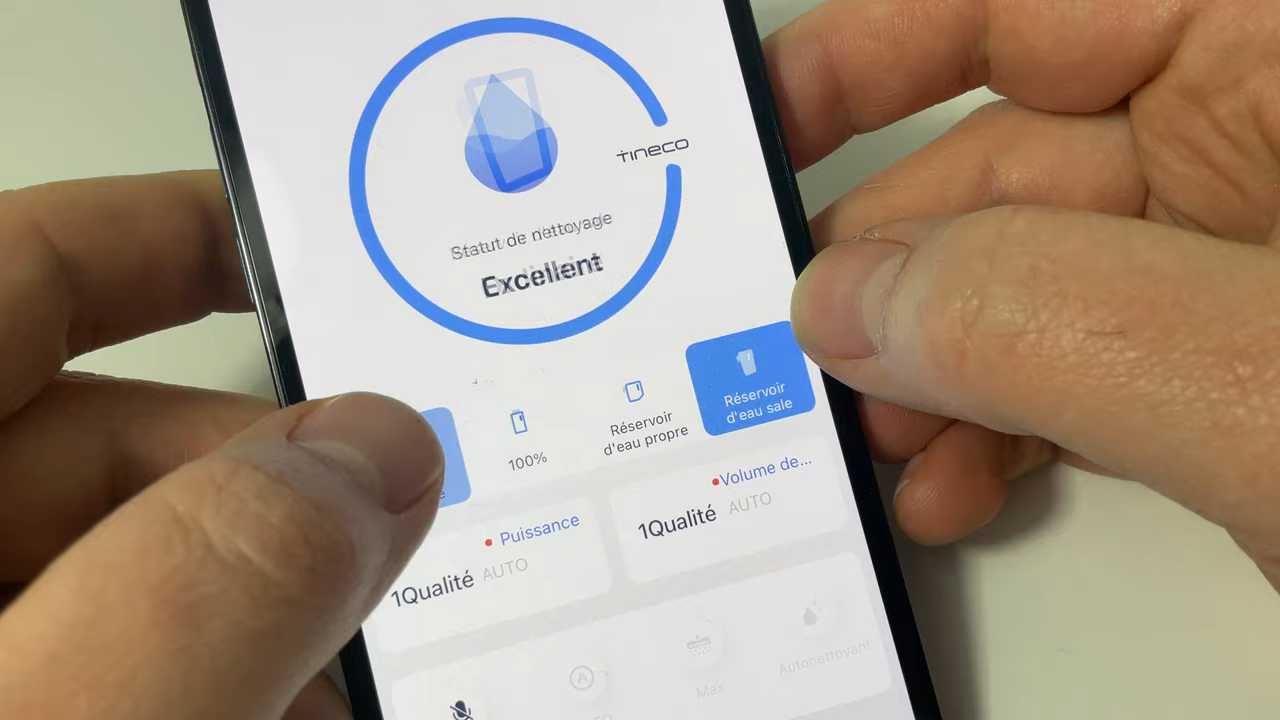 TINECO
Statut de nettoyage
Excellent
100%
Réservoir
d'eau propre
Réservoir
d'eau sale
Puissance
1Qualité AUTO
Volume de...
1Qualité AUTO
Max
Autonettoyant